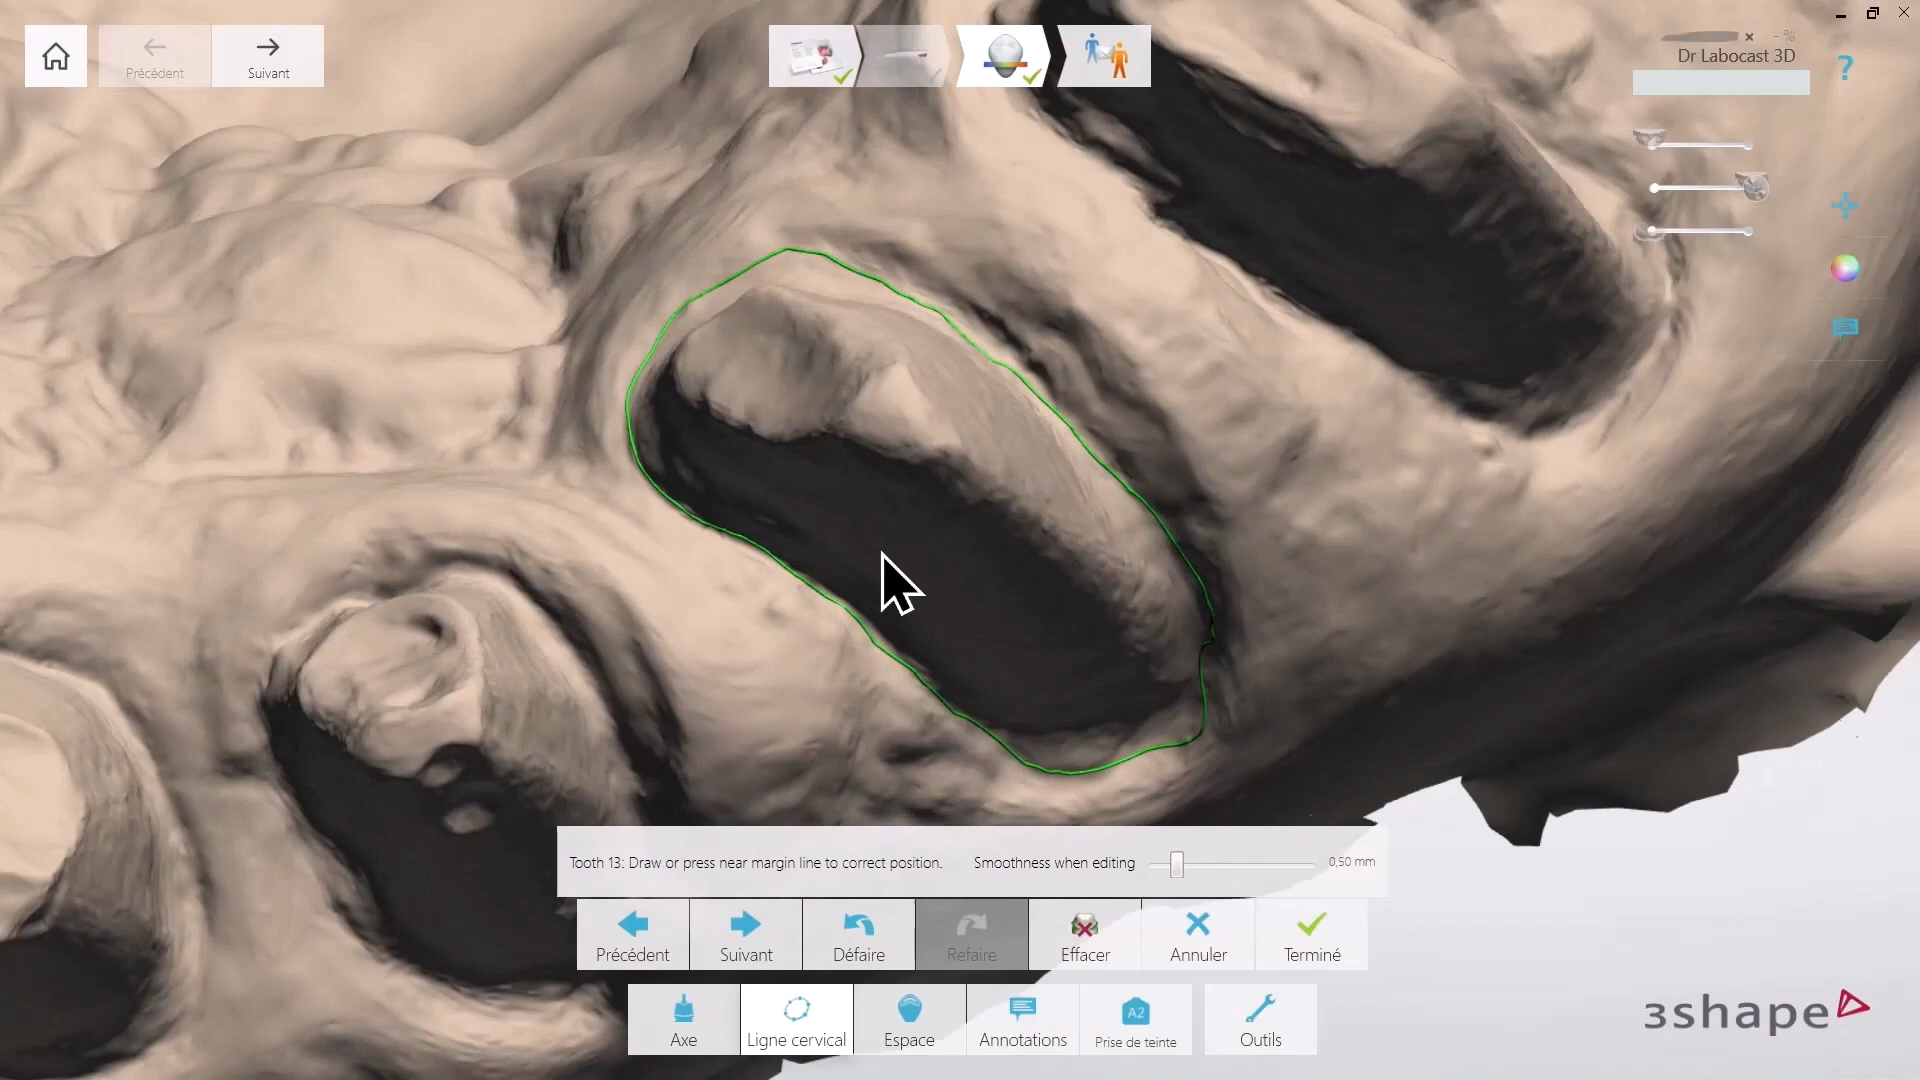 Précédent
Suivant
- %
Dr Labocast 3D
?
Tooth 13: Draw or press near margin line to correct position.
Smoothness when editing
0,50 mm
Précédent
Suivant
Défaire
Refaire
Effacer
Annuler
Terminé
Axe
Ligne cervical
Espace
Annotations
A2
Prise de teinte
Outils
3shape